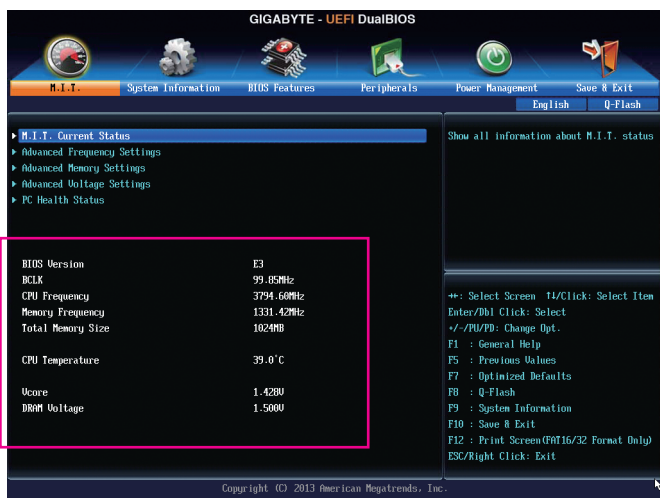 GIGABYTE - UEFI DualBIOS
M.I.T. System Information BIOS Features Peripherals Power Management Save & Exit
English Q-Flash
M.I.T. Current Status
Advanced Frequency Settings
Advanced Memory Settings
Advanced Voltage Settings
PC Health Status
BIOS Version E3
BCLK 99.85MHz
CPU Frequency 3794.60MHz
Memory Frequency 1331.42MHz
Total Memory Size 1024MB
CPU Temperature 39.0°C
Vcore 1.428V
DRAM Voltage 1.500V
Show all information about M.I.T. status
→←: Select Screen ↑↓/Click: Select Item
Enter/Dbl Click: Select
+/-/PU/PD: Change Opt.
F1 : General Help
F5 : Previous Values
F7 : Optimized Defaults
F8 : Q-Flash
F9 : System Information
F10 : Save & Exit
F12 : Print Screen(FAT16/32 Format Only)
ESC/Right Click: Exit
Copyright (C) 2013 American Megatrends, Inc.